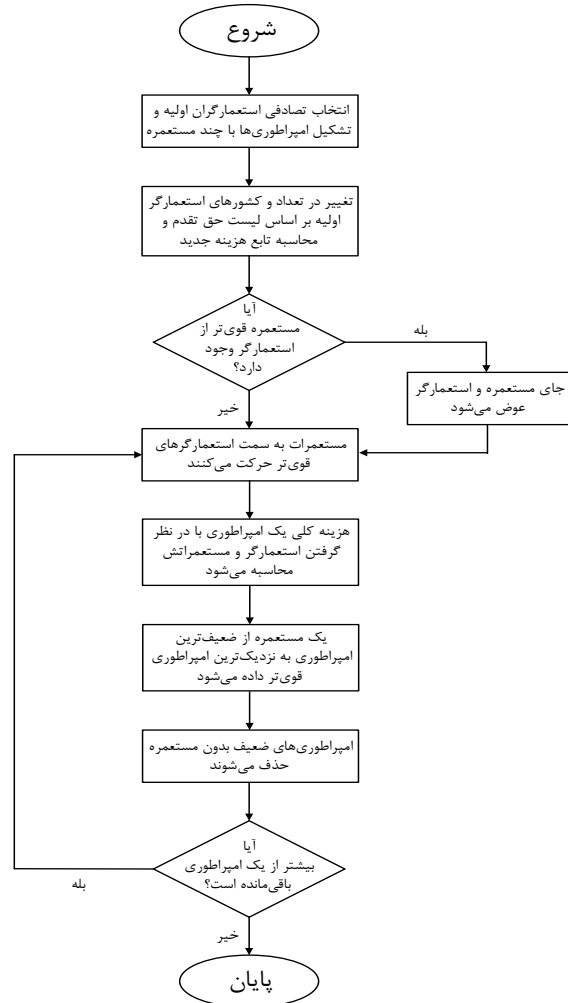 شروع
انتخاب تصادفی استعمارگران اولیه و
تشکیل امپراطوری‌ها با چند مستعمره
تغییر در تعداد و کشورهای استعمارگر
اولیه بر اساس لیست حق تقدم و
محاسبه تابع هزینه جدید
آیا
مستعمره قوی‌تر از
استعمارگر وجود
دارد؟
بله
جای مستعمره و استعمارگر
عوض می‌شود
خیر
مستعمرات به سمت استعمارگرهای
قوی‌تر حرکت می‌کنند
هزینه کلی یک امپراطوری با در نظر
گرفتن استعمارگر و مستعمراتش
محاسبه می‌شود
یک مستعمره از ضعیف‌ترین
امپراطوری به نزدیک‌ترین امپراطوری
قوی‌تر داده می‌شود
امپراطوری‌های ضعیف بدون مستعمره
حذف می‌شوند
آیا
بیشتر از یک امپراطوری
باقی‌مانده است؟
بله
خیر
پایان